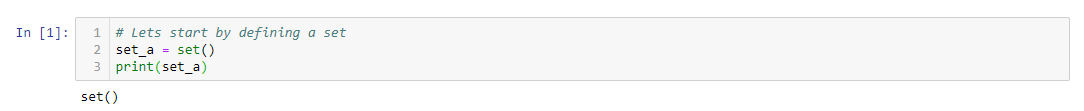 In [1]: 1 # Lets start by defining a set
2 set_a = set()
3 print(set_a)
set()